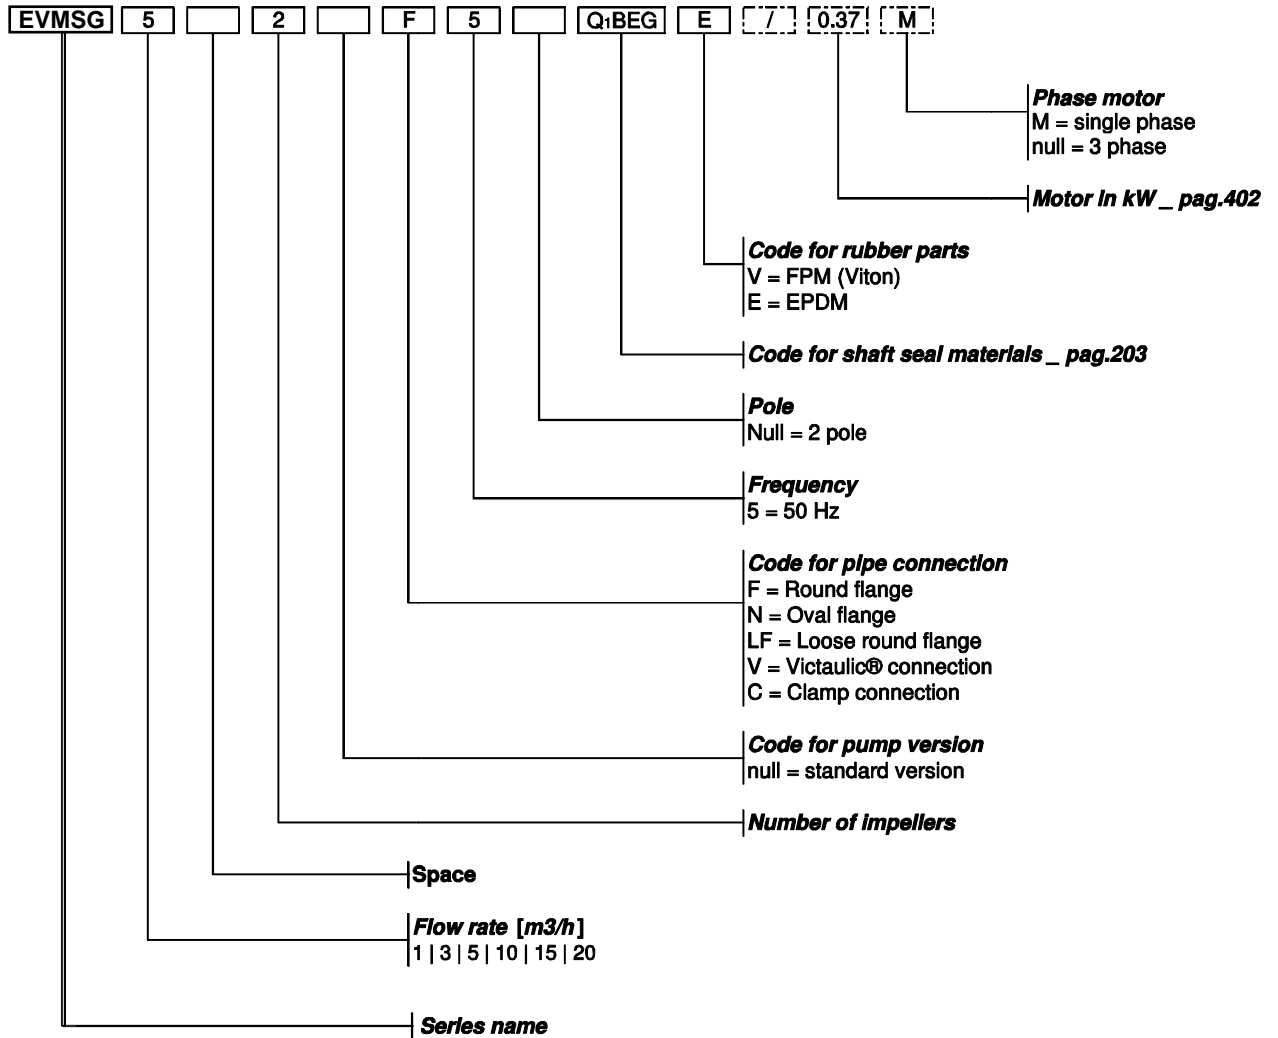 EVMSG 5 2 F 5 Q1BEG E / 0.37 M
Phase motor
M = single phase
null = 3 phase
Motor in kW _ pag.402
Code for rubber parts
V = FPM (Viton)
E = EPDM
Code for shaft seal materials _ pag.203
Pole
Null = 2 pole
Frequency
5 = 50 Hz
Code for pipe connection
F = Round flange
N = Oval flange
LF = Loose round flange
V = Victaulic® connection
C = Clamp connection
Code for pump version
null = standard version
Number of impellers
Space
Flow rate [m3/h]
1 | 3 | 5 | 10 | 15 | 20
Series name